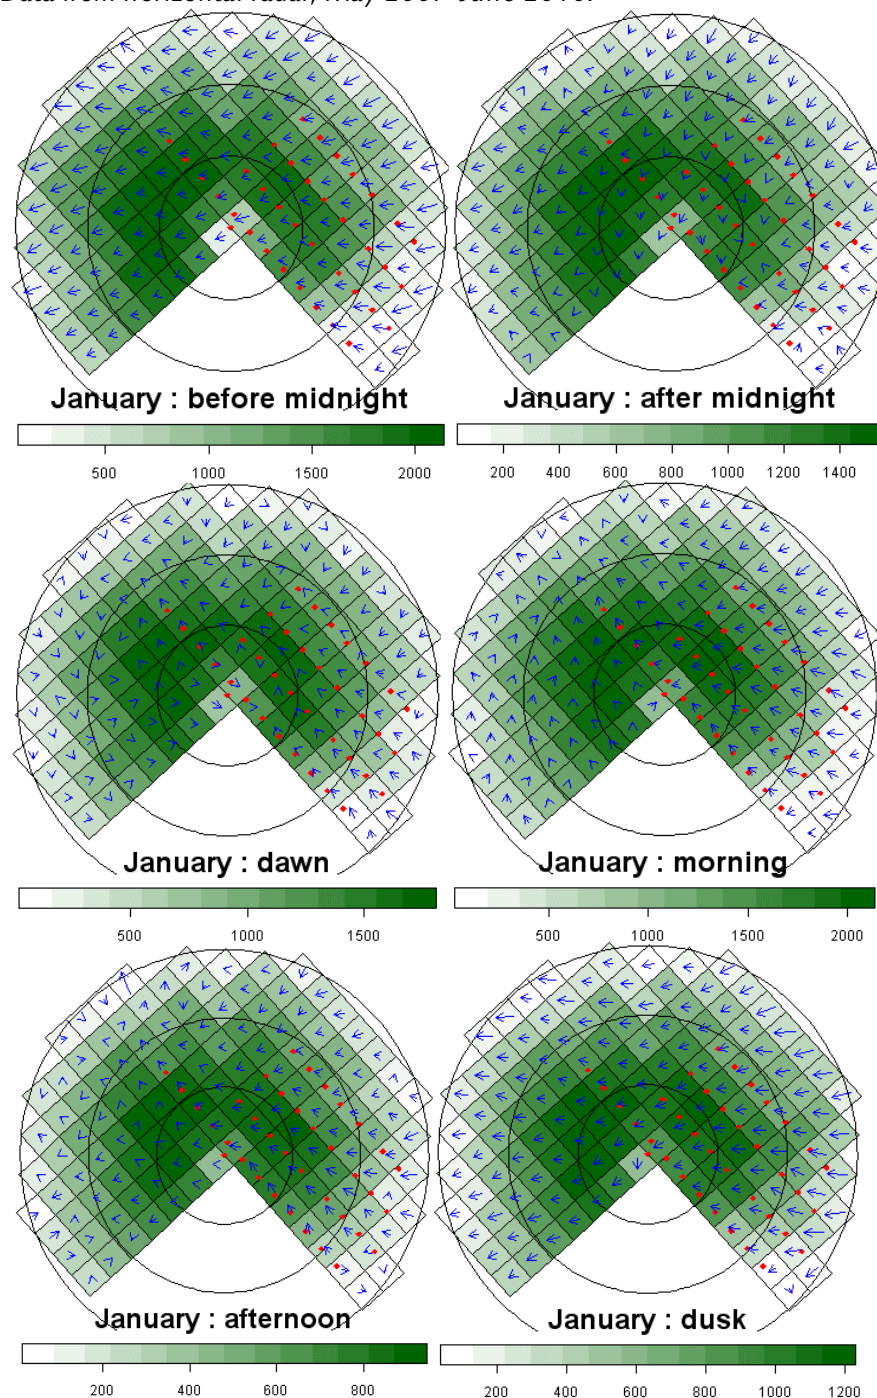 Data from horizontal radar, May 2007-June 2010.
January : before midnight
January : after midnight
500 1000 1500 2000
200 400 600 800 1000 1200 1400
January : dawn
January : morning
500 1000 1500
500 1000 1500 2000
January : afternoon
January : dusk
200 400 600 800
200 400 600 800 1000 1200